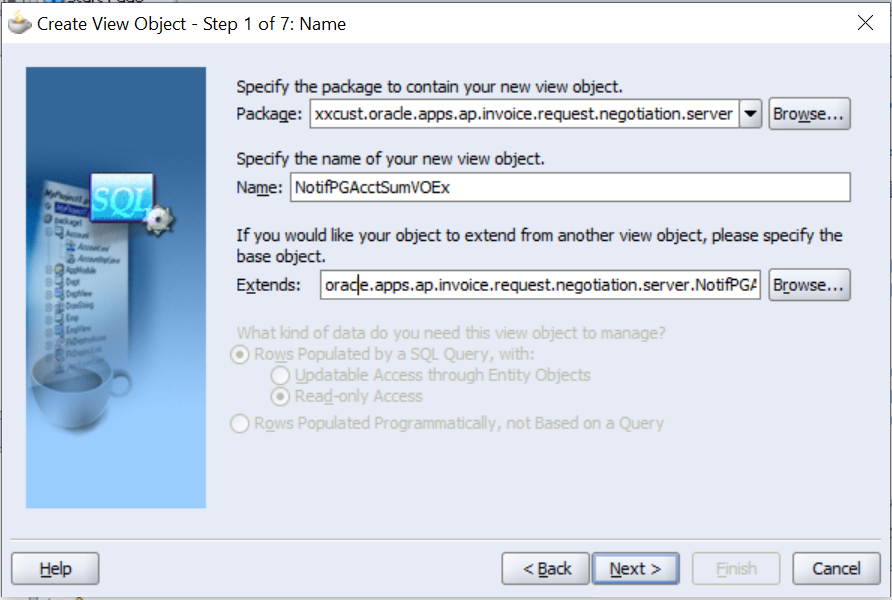 Create View Object - Step 1 of 7: Name
Specify the package to contain your new view object.
Package: xxcust.oracle.apps.ap.invoice.request.negotiation.server Browse...
Specify the name of your new view object.
Name: NotifPGAcctSumVOEx
If you would like your object to extend from another view object, please specify the
base object.
Extends: oracle.apps.ap.invoice.request.negotiation.server.NotifPGA Browse...
What kind of data do you need this view object to manage?
Rows Populated by a SQL Query, with:
Updatable Access through Entity Objects
Read-only Access
Rows Populated Programmatically, not Based on a Query
SQL
Help < Back Next > Finish Cancel